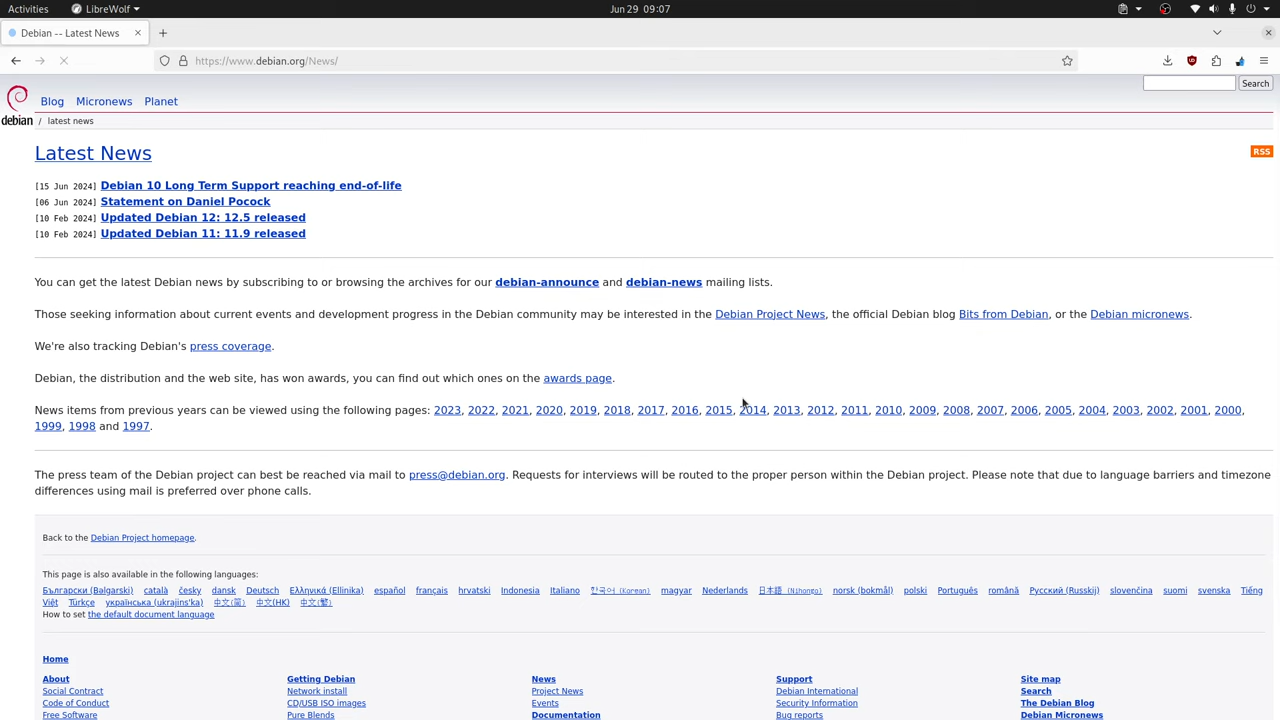 Activities LibreWolf Jun 29 09:07
Debian -- Latest News
https://www.debian.org/News/
Search
Blog Micronews Planet
debian / latest news
Latest News RSS
[15 Jun 2024] Debian 10 Long Term Support reaching end-of-life
[06 Jun 2024] Statement on Daniel Pocock
[10 Feb 2024] Updated Debian 12: 12.5 released
[10 Feb 2024] Updated Debian 11: 11.9 released
You can get the latest Debian news by subscribing to or browsing the archives for our debian-announce and debian-news mailing lists.
Those seeking information about current events and development progress in the Debian community may be interested in the Debian Project News, the official Debian blog Bits from Debian, or the Debian micronews.
We're also tracking Debian's press coverage.
Debian, the distribution and the web site, has won awards, you can find out which ones on the awards page.
News items from previous years can be viewed using the following pages: 2023, 2022, 2021, 2020, 2019, 2018, 2017, 2016, 2015, 2014, 2013, 2012, 2011, 2010, 2009, 2008, 2007, 2006, 2005, 2004, 2003, 2002, 2001, 2000,
1999, 1998 and 1997.
The press team of the Debian project can best be reached via mail to press@debian.org. Requests for interviews will be routed to the proper person within the Debian project. Please note that due to language barriers and timezone
differences using mail is preferred over phone calls.
Back to the Debian Project homepage.
This page is also available in the following languages:
Български (Bəlgarski) català česky dansk Deutsch Ελληνικά (Ellinika) español français hrvatski Indonesia Italiano 한국어 (Korean) magyar Nederlands 日本語 (Nihongo) norsk (bokmål) polski Português română Русский (Russkij) slovenčina suomi svenska Tiếng
Việt Türkçe українська (ukrajins'ka) 中文(简) 中文(HK) 中文(繁)
How to set the default document language
Home
About Getting Debian News Support Site map
Social Contract Network install Project News Debian International Search
Code of Conduct CD/USB ISO images Events Security Information The Debian Blog
Free Software Pure Blends Documentation Bug reports Debian Micronews